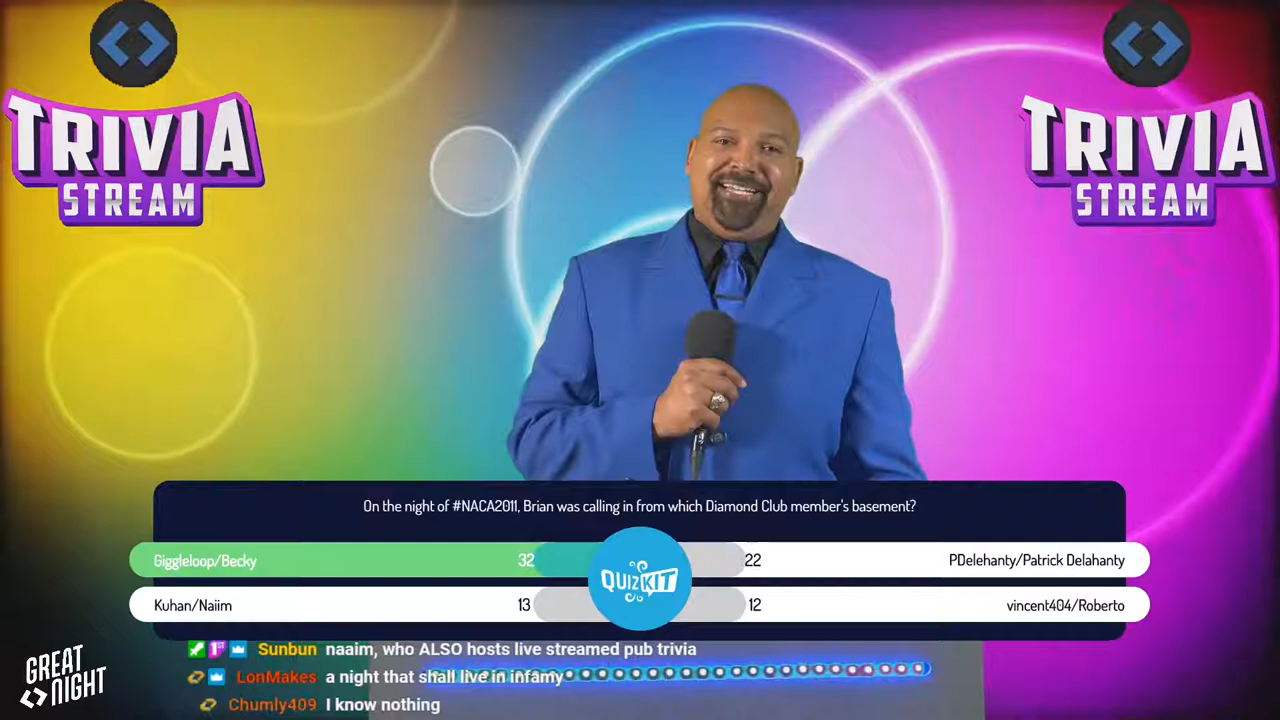 TRIVIA
STREAM
TRIVIA
STREAM
On the night of #NACA2011, Brian was calling in from which Diamond Club member's basement?
Giggleloop/Becky 32
22 PDelehanty/Patrick Delahanty
QUIZKIT
Kuhan/Naiim 13
12 vincent404/Roberto
1ST Sunbun naaim, who ALSO hosts live streamed pub trivia
LonMakes a night that shall live in infamy
Chumly409 I know nothing
GREAT
NIGHT